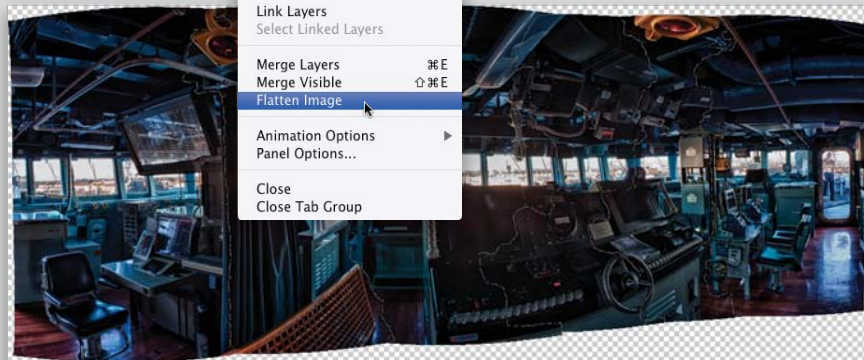 Link Layers
Select Linked Layers
Merge Layers ⌘E
Merge Visible ⇧⌘E
Flatten Image
Animation Options ▶
Panel Options...
Close
Close Tab Group